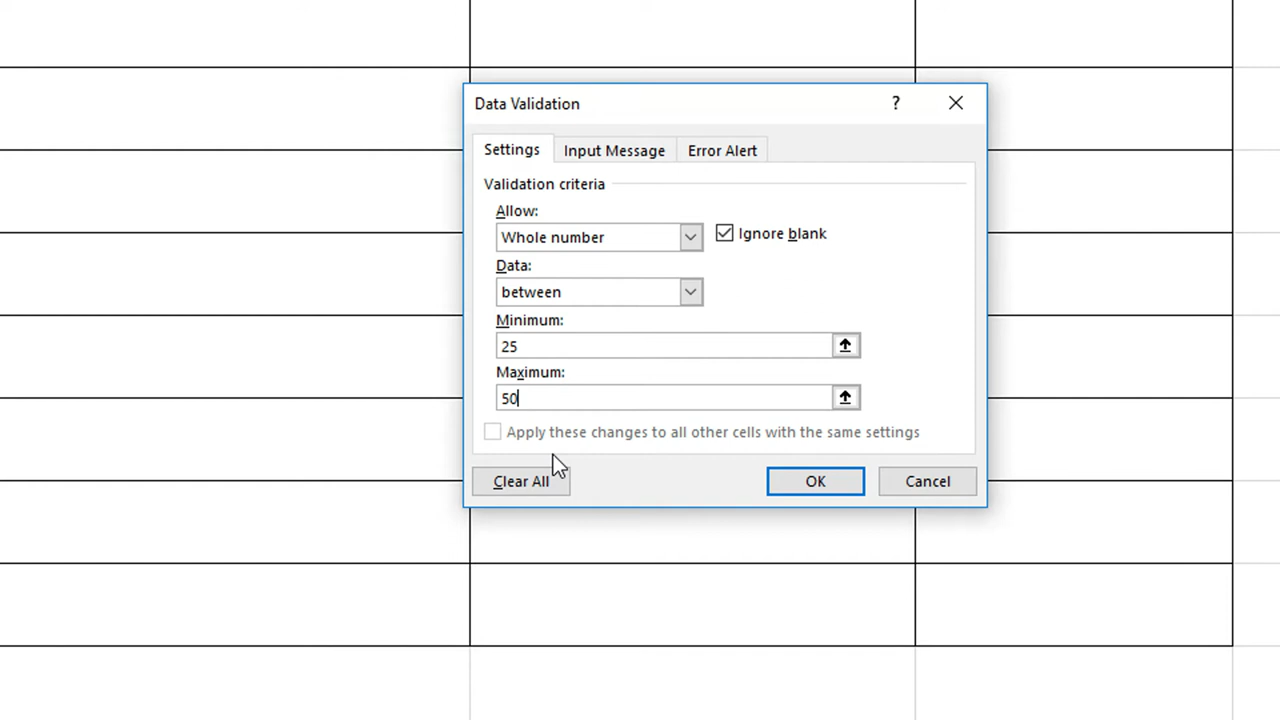 Data Validation ?
Settings Input Message Error Alert
Validation criteria
Allow:
Whole number Ignore blank
Data:
between
Minimum:
25
Maximum:
50
Apply these changes to all other cells with the same settings
Clear All OK Cancel